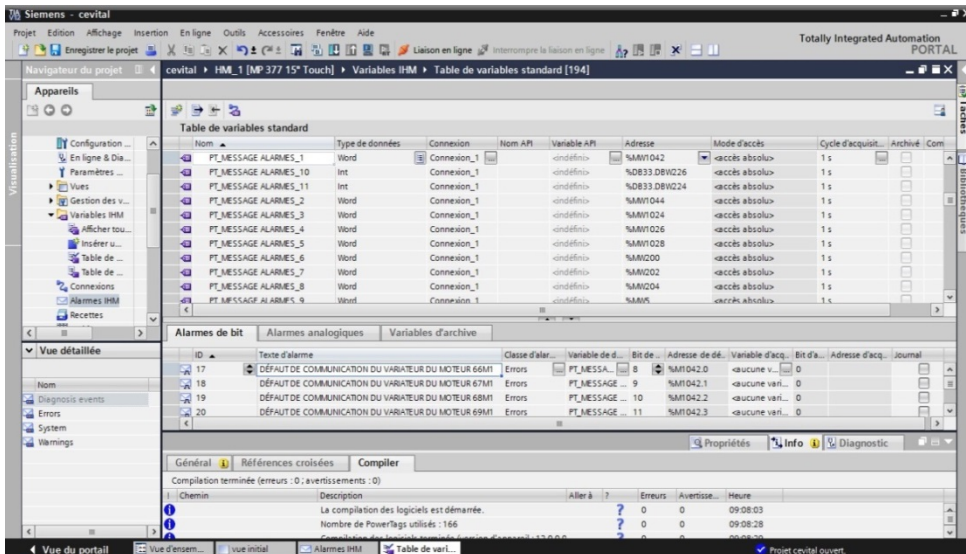 Siemens - cevital
Projet Edition Affichage Insertion En ligne Outils Accessoires Fenêtre Aide
Totally Integrated Automation
PORTAL
Enregistrer le projet
Liaison en ligne
Interrompre la liaison en ligne
Navigateur du projet
cevital HMI_1 [MP 377 15" Touch] Variables IHM Table de variables standard [194]
Appareils
Visualisation
Tâches
Bibliothèques
Configuration ...
En ligne & Dia...
Paramètres ...
Vues
Gestion des v...
Variables IHM
Afficher tou...
Insérer u...
Table de ...
Table de ...
Connexions
Alarmes IHM
Recettes
Table de variables standard
Nom Type de données Connexion Nom API Variable API Adresse Mode d'accès Cycle d'acquisit... Archivé Com
PT_MESSAGE ALARMES_1 Word Connexion_1 <indéfini> %MW1042 <accès absolu> 1 s
PT_MESSAGE ALARMES_10 Int Connexion_1 <indéfini> %DB33.DBW226 <accès absolu> 1 s
PT_MESSAGE ALARMES_11 Int Connexion_1 <indéfini> %DB33.DBW224 <accès absolu> 1 s
PT_MESSAGE ALARMES_2 Word Connexion_1 <indéfini> %MW1044 <accès absolu> 1 s
PT_MESSAGE ALARMES_3 Word Connexion_1 <indéfini> %MW1024 <accès absolu> 1 s
PT_MESSAGE ALARMES_4 Word Connexion_1 <indéfini> %MW1026 <accès absolu> 1 s
PT_MESSAGE ALARMES_5 Word Connexion_1 <indéfini> %MW1028 <accès absolu> 1 s
PT_MESSAGE ALARMES_6 Word Connexion_1 <indéfini> %MW200 <accès absolu> 1 s
PT_MESSAGE ALARMES_7 Word Connexion_1 <indéfini> %MW202 <accès absolu> 1 s
PT_MESSAGE ALARMES_8 Word Connexion_1 <indéfini> %MW204 <accès absolu> 1 s
PT_MESSAGE ALARMES_9 Word Connexion_1 <indéfini> %MW5 <accès absolu> 1 s
Alarmes de bit Alarmes analogiques Variables d'archive
ID Texte d'alarme Classe d'alar... Variable de d... Bit de ... Adresse de dé.. Variable d'acq.. Bit d'a... Adresse d'acq.. Journal
17 DÉFAUT DE COMMUNICATION DU VARIATEUR DU MOTEUR 66M1 Errors PT_MESSA... 8 %M1042.0 <aucune v... 0
18 DÉFAUT DE COMMUNICATION DU VARIATEUR DU MOTEUR 67M1 Errors PT_MESSAGE ... 9 %M1042.1 <aucune vari... 0
19 DÉFAUT DE COMMUNICATION DU VARIATEUR DU MOTEUR 68M1 Errors PT_MESSAGE ... 10 %M1042.2 <aucune vari... 0
20 DÉFAUT DE COMMUNICATION DU VARIATEUR DU MOTEUR 69M1 Errors PT_MESSAGE ... 11 %M1042.3 <aucune vari... 0
Vue détaillée
Nom
Diagnosis events
Errors
System
Warnings
Propriétés Info Diagnostic
Général Références croisées Compiler
Compilation terminée (erreurs : 0 ; avertissements : 0)
! Chemin Description Aller à ? Erreurs Avertisse... Heure
La compilation des logiciels est démarrée. ? 0 0 09:08:03
Nombre de PowerTags utilisés : 166 ? 0 0 09:08:28
Vue du portail Vue d'ensem... vue initial Alarmes IHM Table de vari... Projet cevital ouvert.